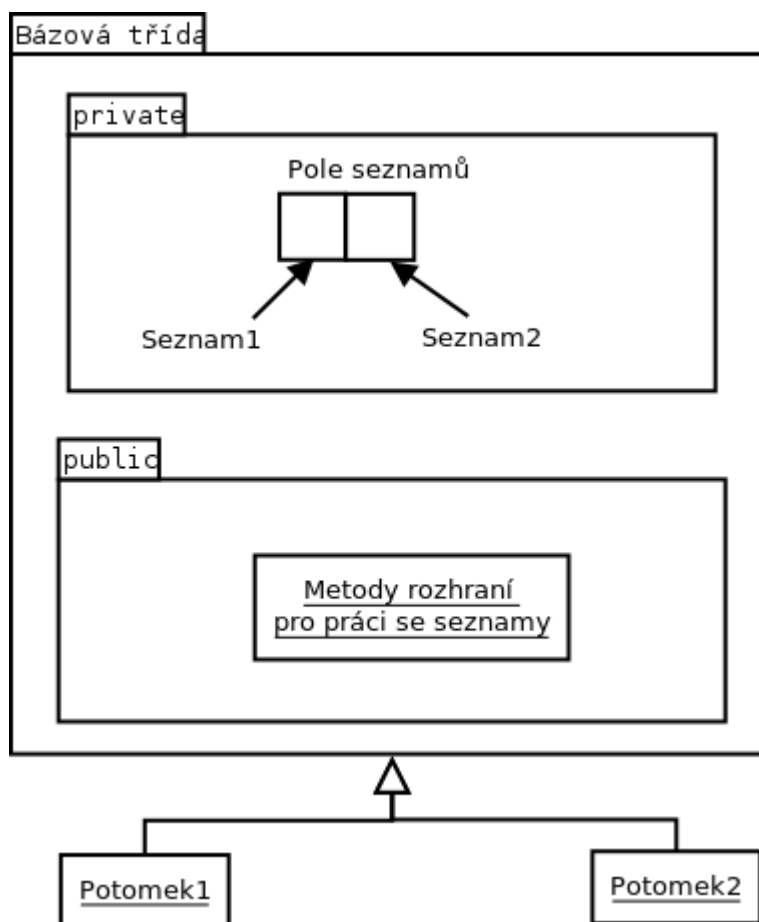 Bázová třída
private
Pole seznamů
Seznam1
Seznam2
public
Metody rozhraní
pro práci se seznamy
Potomek1
Potomek2